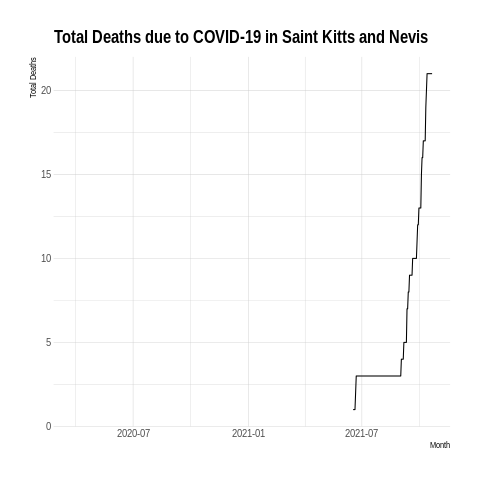 Total Deaths due to COVID-19 in Saint Kitts and Nevis
Total Deaths
20
15
10
5
0
2020-07 2021-01 2021-07
Month